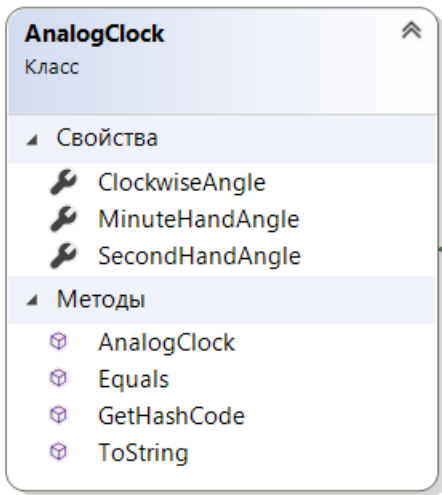 AnalogClock
Класс
Свойства
ClockwiseAngle
MinuteHandAngle
SecondHandAngle
Методы
AnalogClock
Equals
GetHashCode
ToString